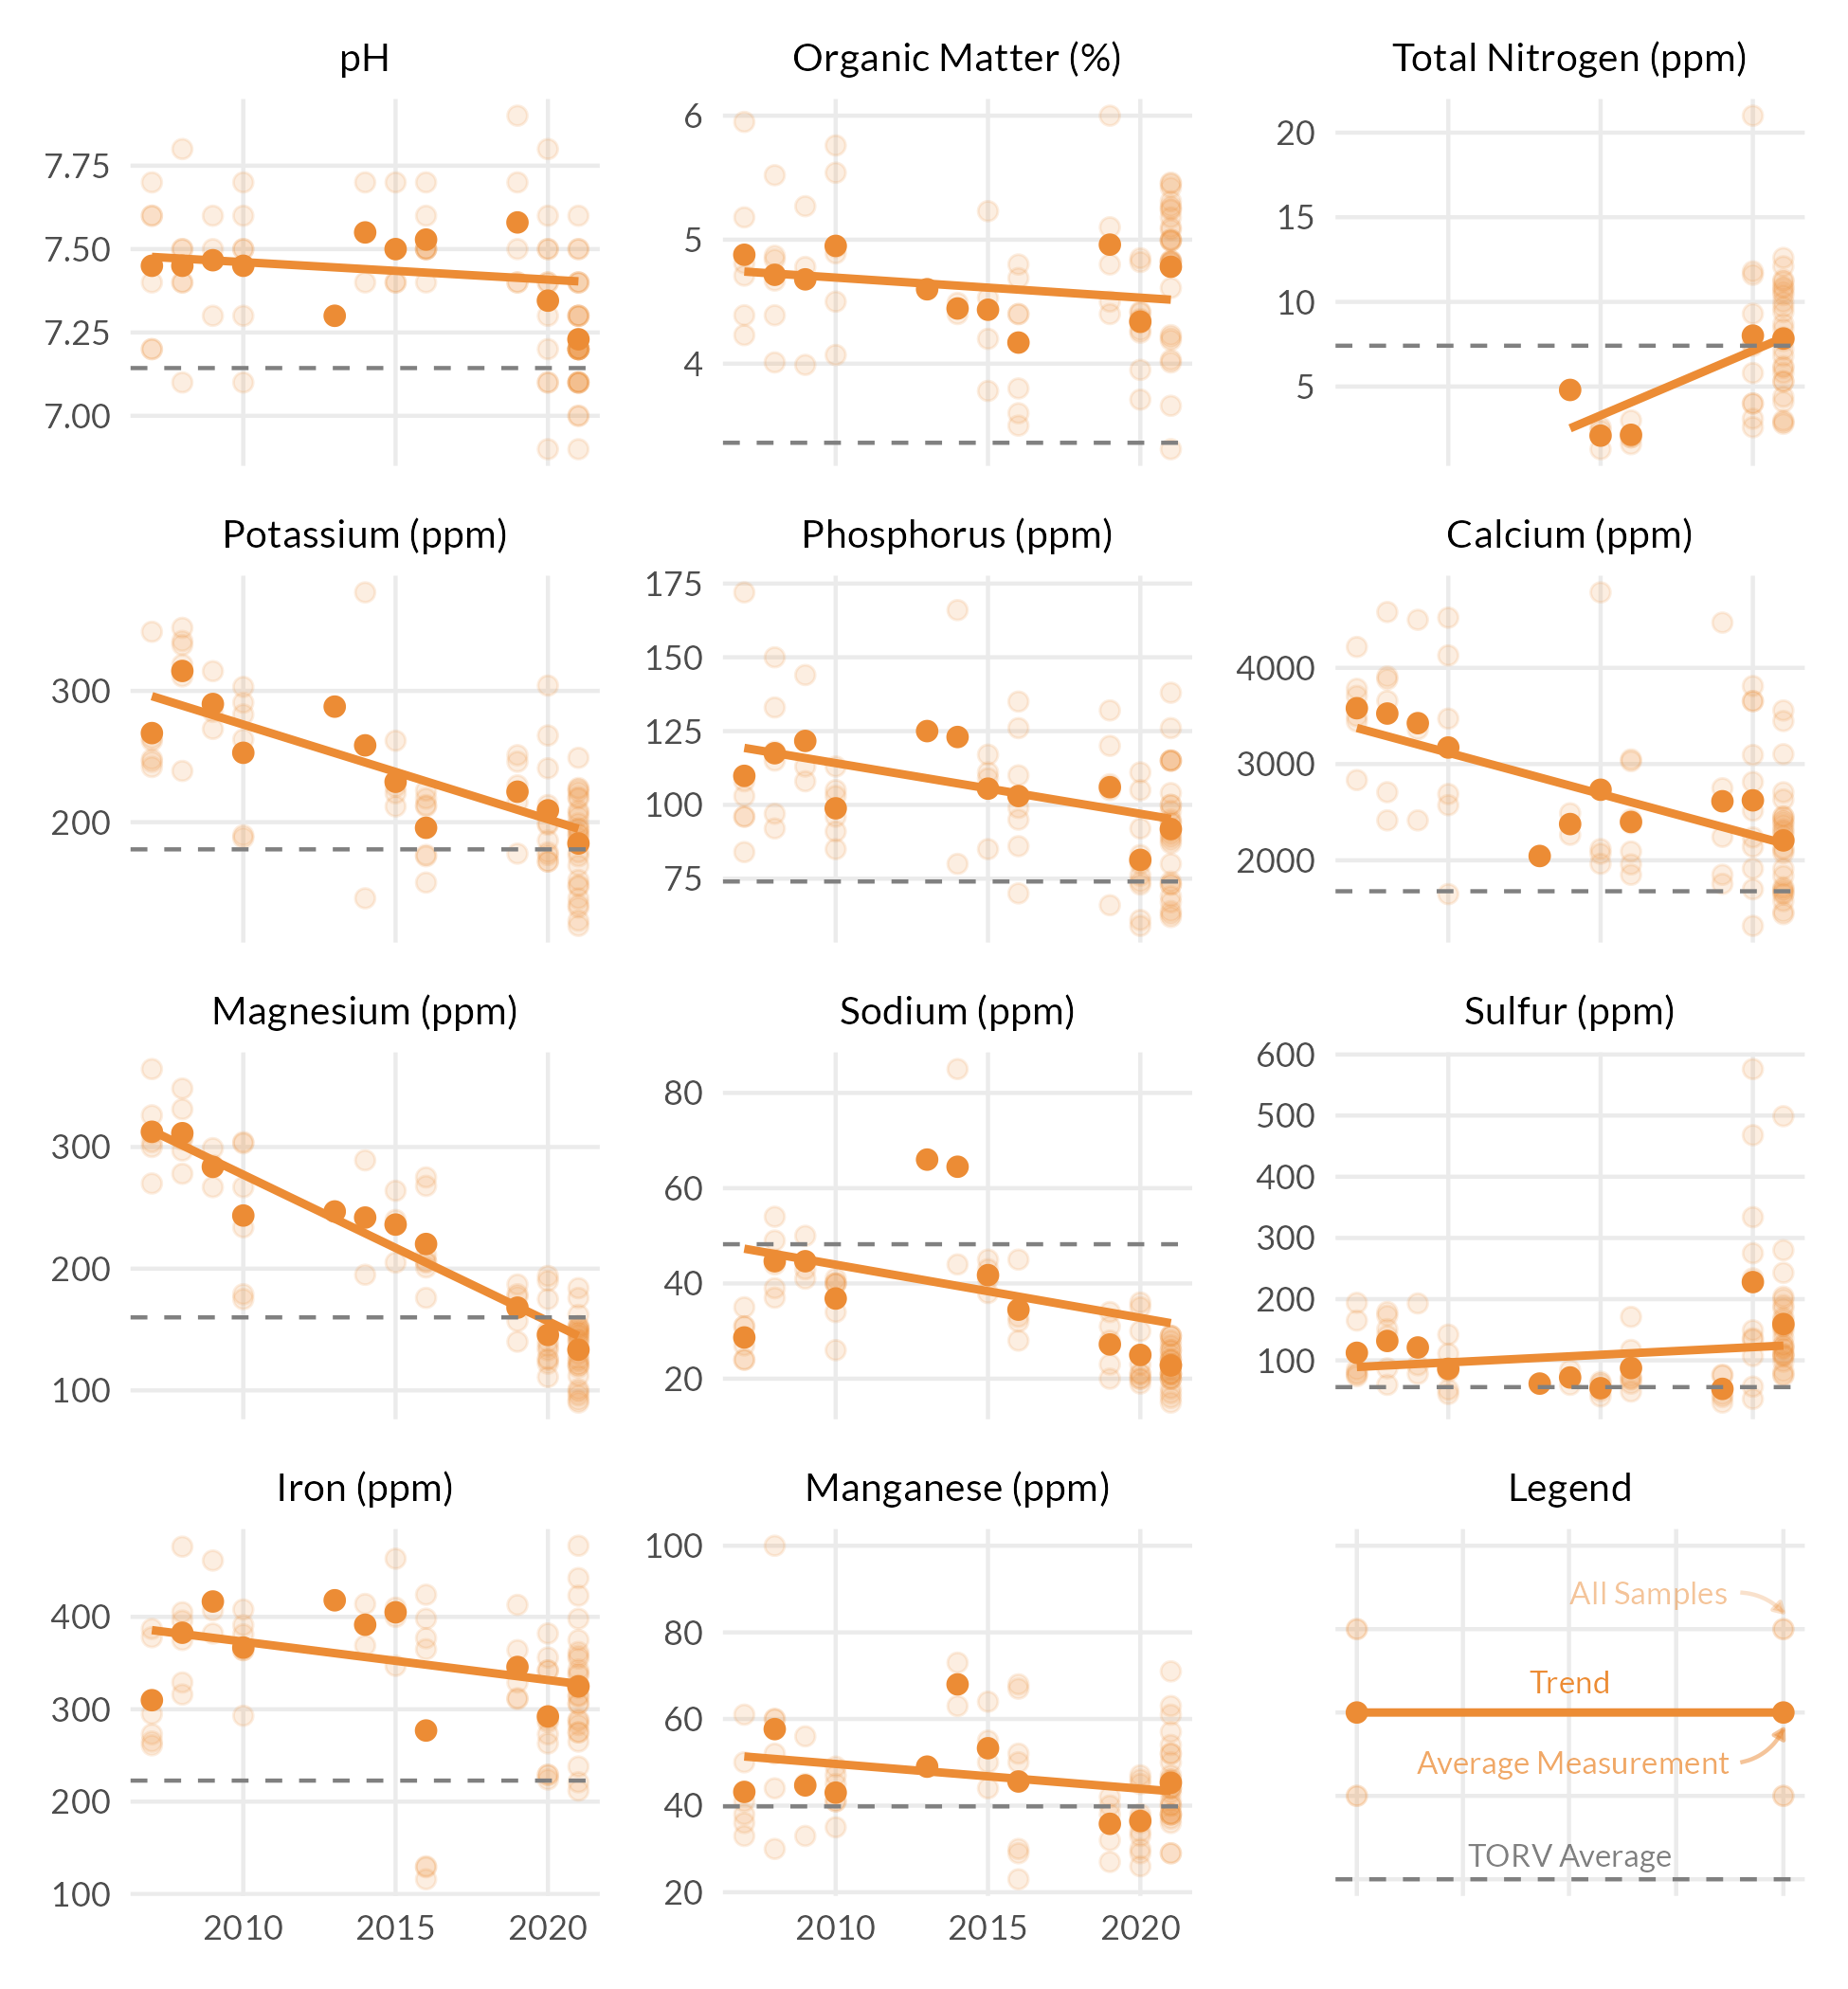 pH
Organic Matter (%)
Total Nitrogen (ppm)
7.75
7.50
7.25
7.00
6
5
4
20
15
10
5
Potassium (ppm)
Phosphorus (ppm)
Calcium (ppm)
300
200
175
150
125
100
75
4000
3000
2000
Magnesium (ppm)
Sodium (ppm)
Sulfur (ppm)
300
200
100
80
60
40
20
600
500
400
300
200
100
Iron (ppm)
Manganese (ppm)
Legend
400
300
200
100
100
80
60
40
20
All Samples
Trend
Average Measurement
TORV Average
2010 2015 2020
2010 2015 2020